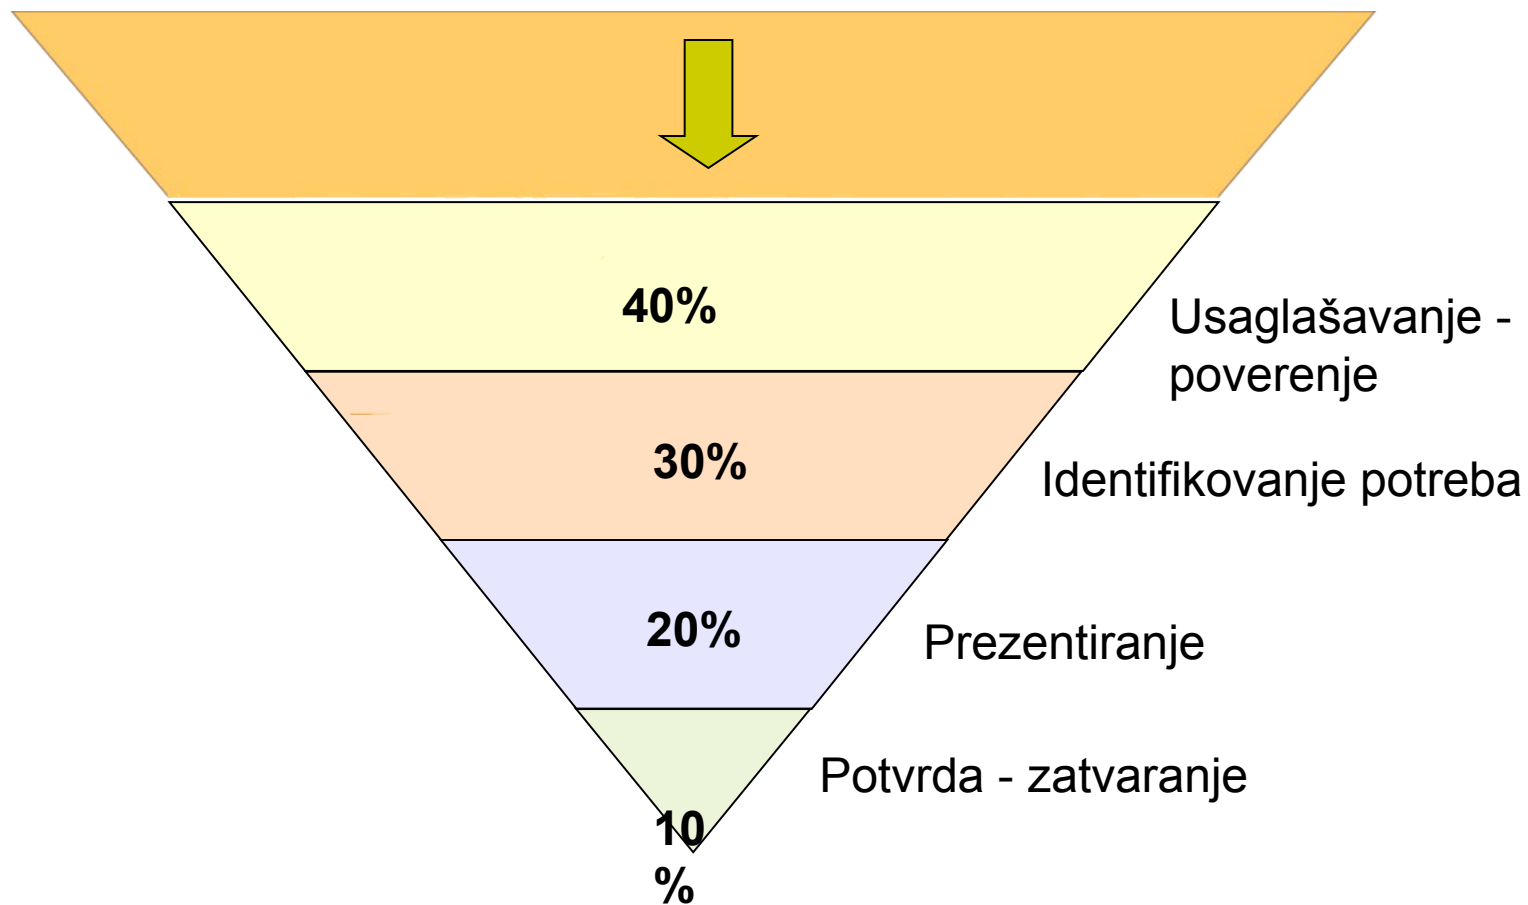 40%
Usaglašavanje -
poverenje
30%
Identifikovanje potreba
20%
Prezentiranje
Potvrda - zatvaranje
10
%